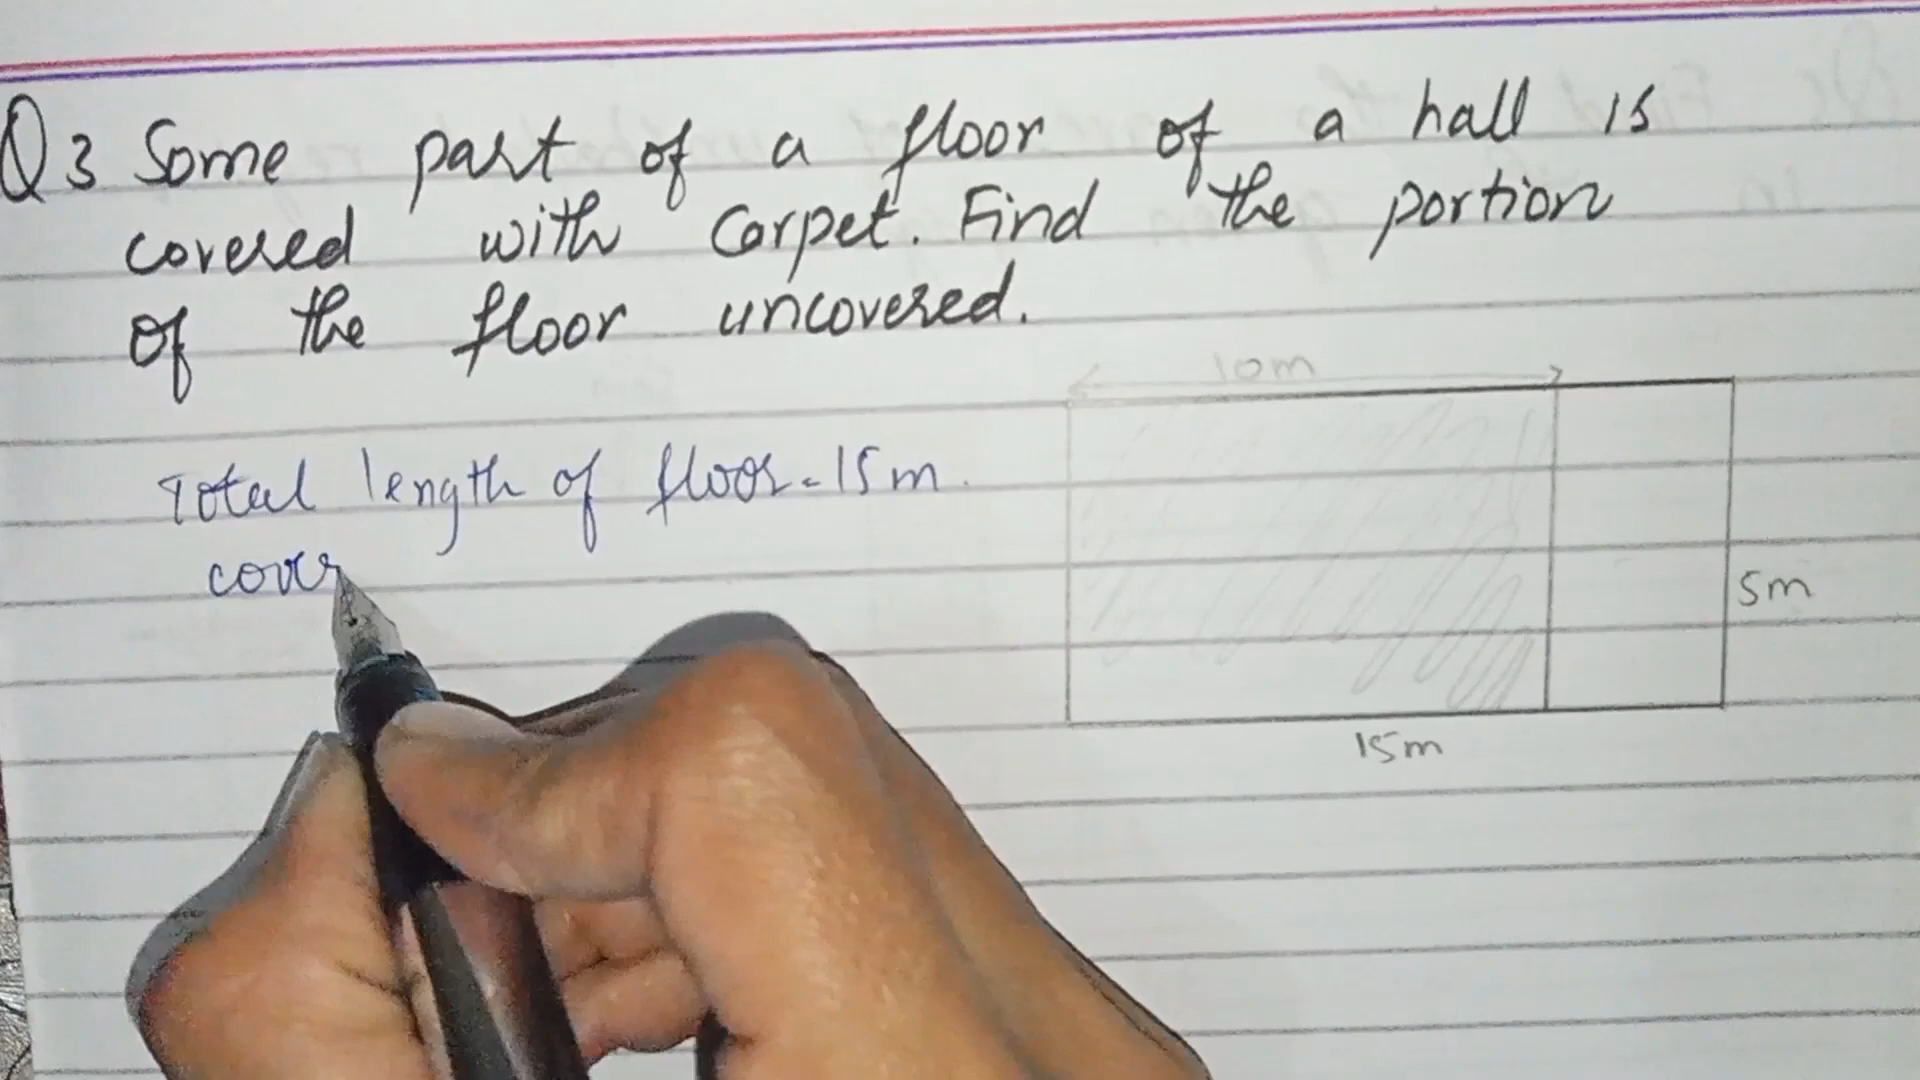 Q3 Some part of a floor of a hall is
covered with carpet. Find the portion
of the floor uncovered.
10m
Total length of floor = 15m.
cover
5m
15m